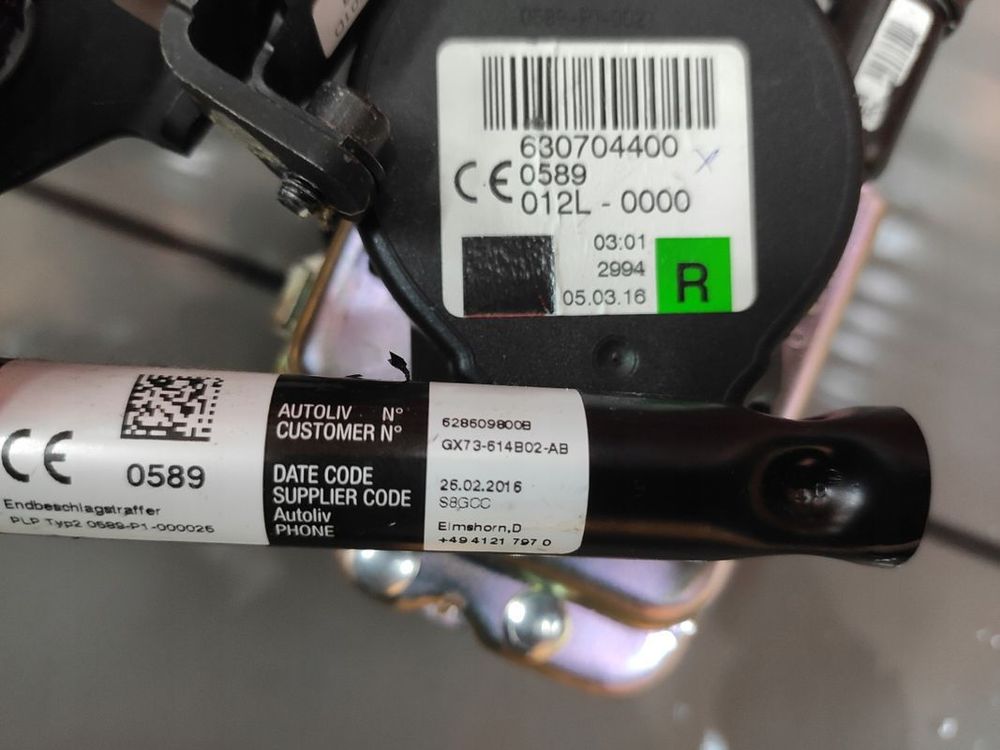 630704400
CE 0589
012L - 0000
03:01
2994
05.03.16
R
CE 0589
Endbeschlagstraffer
PLP Typ2 0589-P1-000026
AUTOLIV N° 628609800B
CUSTOMER N° GX73-614B02-AB
DATE CODE 26.02.2016
SUPPLIER CODE S8GCC
Autoliv Elmshorn,D
PHONE +49 4121 797 0